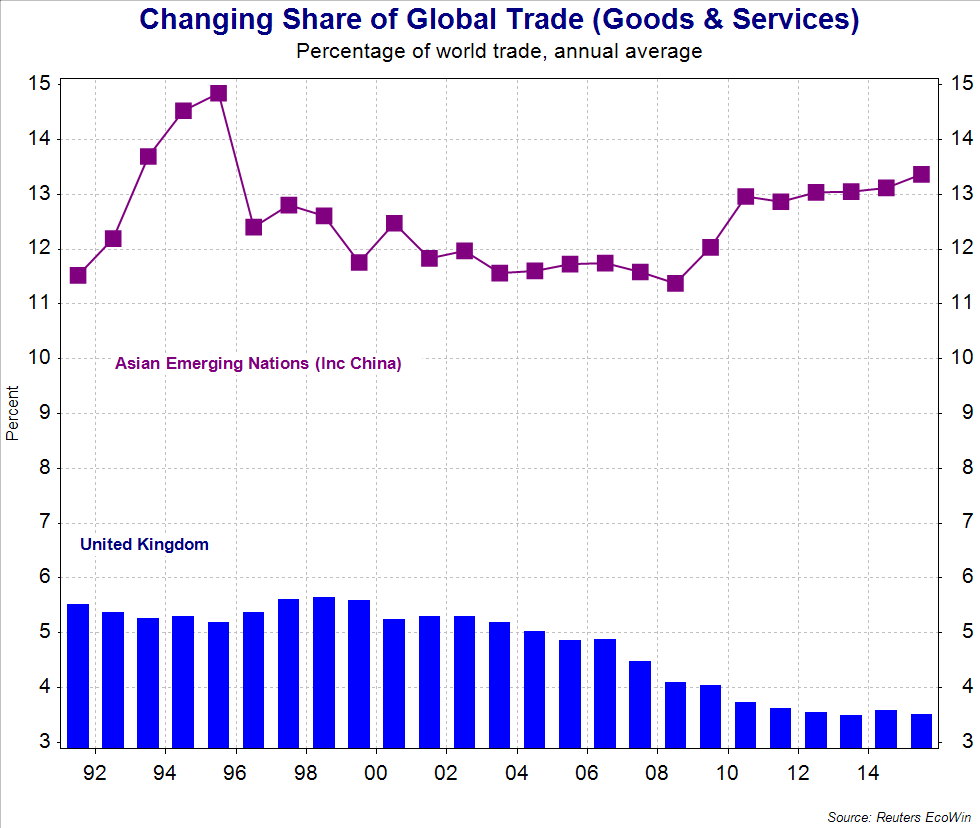 Changing Share of Global Trade (Goods & Services)
Percentage of world trade, annual average
15 15
14 14
13 13
12 12
11 11
10 10
Asian Emerging Nations (Inc China)
9 9
Percent
8 8
7 7
United Kingdom
6 6
5 5
4 4
3 3
92 94 96 98 00 02 04 06 08 10 12 14
Source: Reuters EcoWin